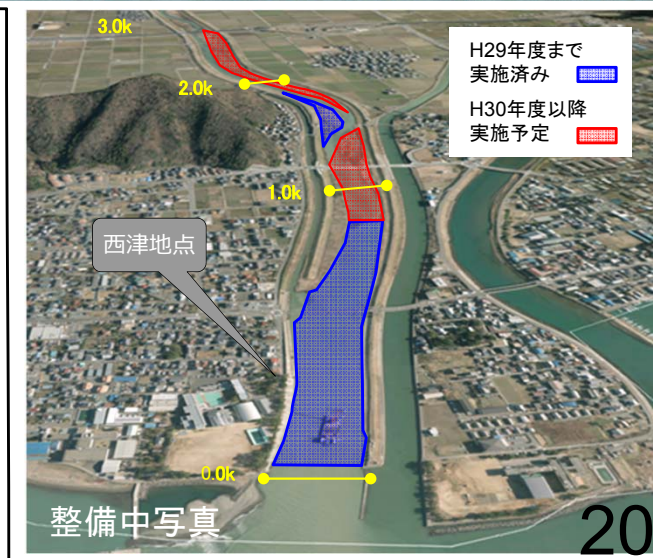 3.0k
H29年度まで
実施済み
H30年度以降
実施予定
2.0k
1.0k
西津地点
0.0k
整備中写真
20